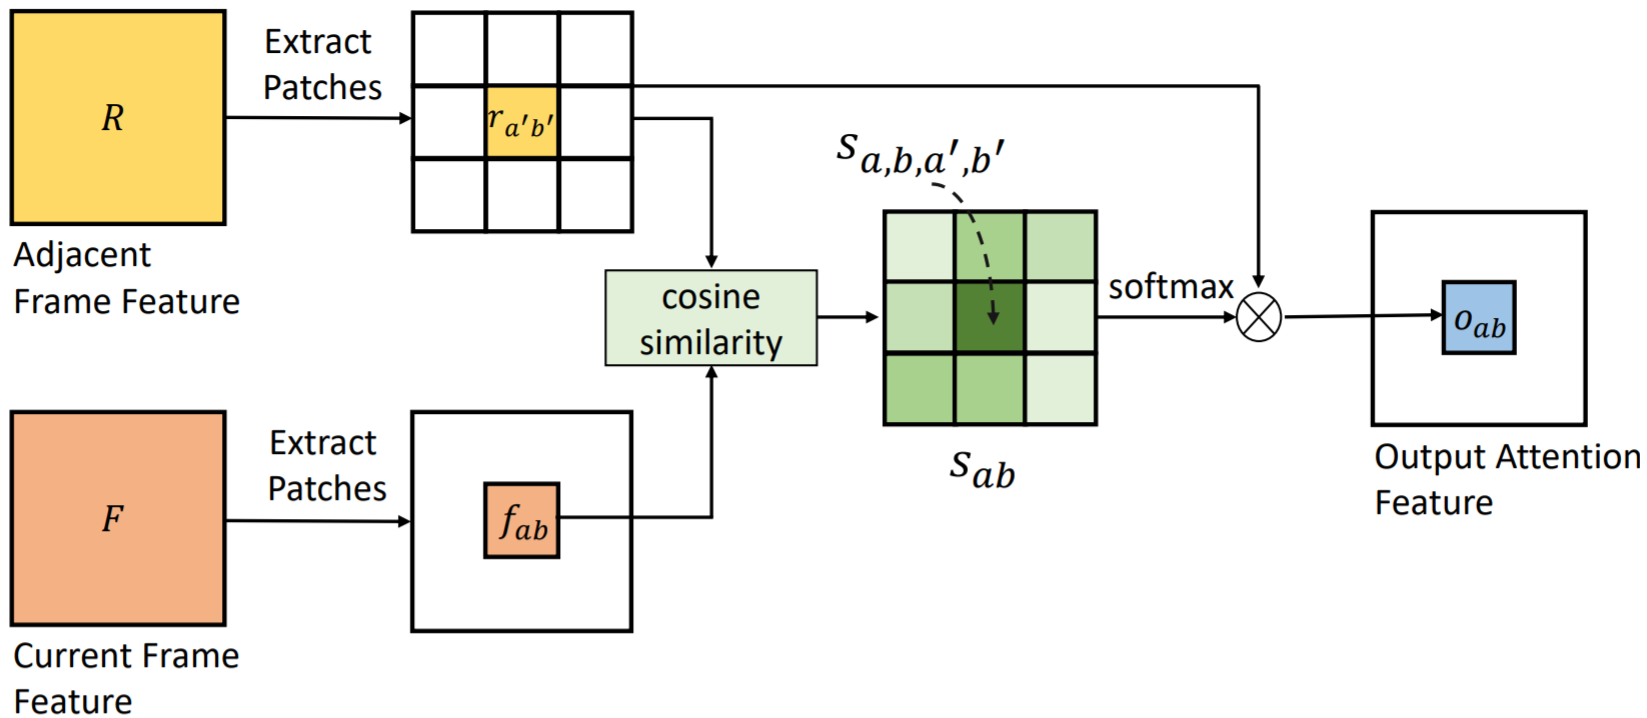 R
Extract
Patches
r_{a'b'}
Adjacent
Frame Feature
cosine
similarity
s_{a,b,a',b'}
s_{ab}
softmax
o_{ab}
Output Attention
Feature
F
Extract
Patches
f_{ab}
Current Frame
Feature